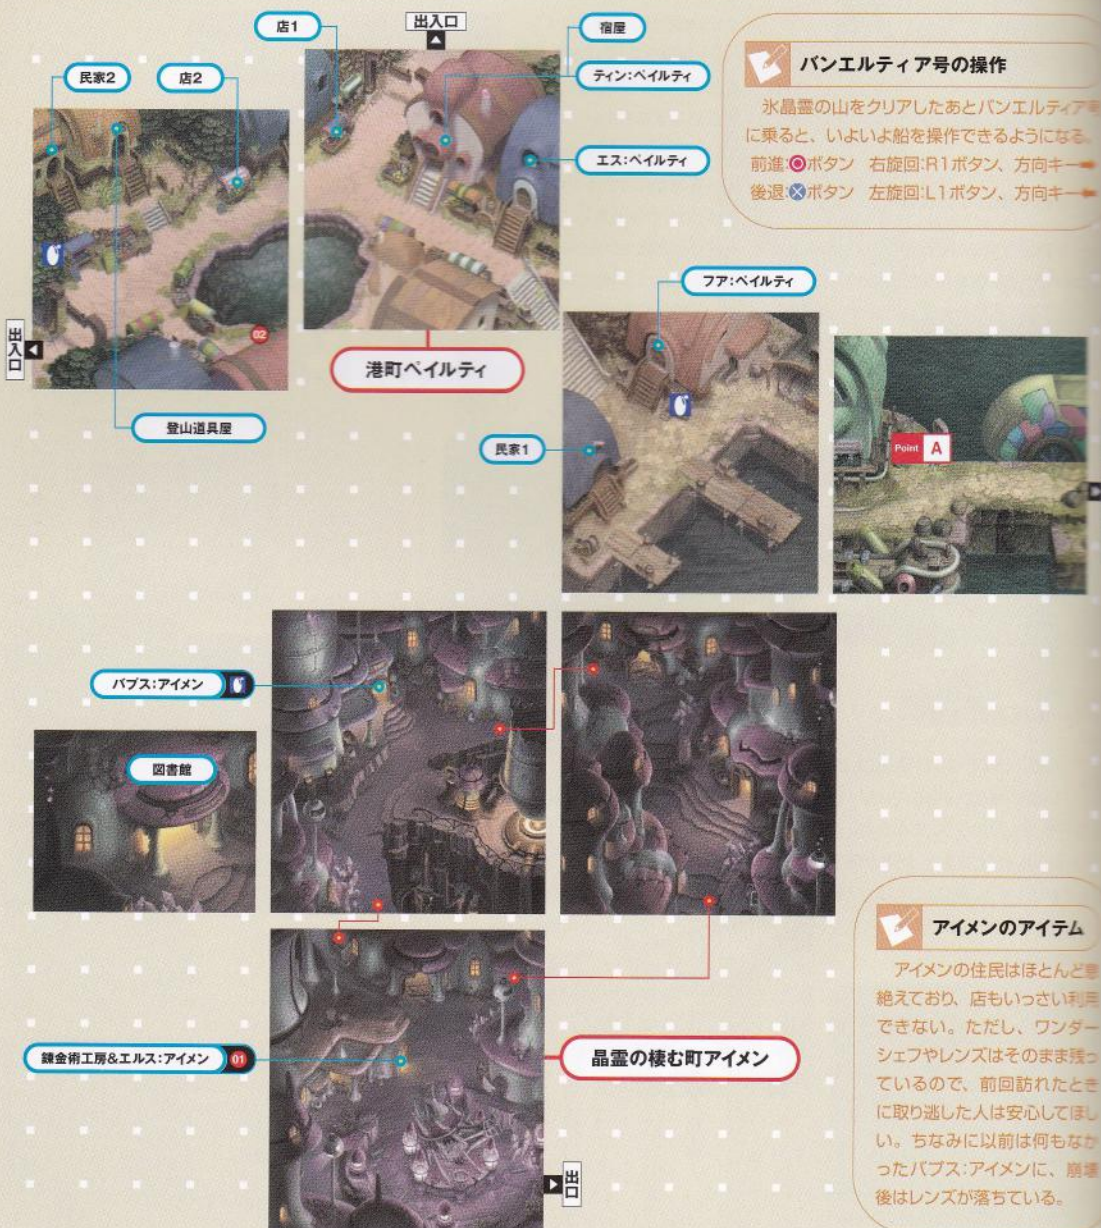 出入口
店1
宿屋
ティン:ペイルティ
エス:ペイルティ
民家2
店2
02
出入口
登山道具屋
港町ペイルティ
バンエルティア号の操作
氷晶霊の山をクリアしたあとバンエルティア号
に乗ると、いよいよ船を操作できるようになる。
前進:○ボタン 右旋回:R1ボタン、方向キー
後退:×ボタン 左旋回:L1ボタン、方向キー
フア:ペイルティ
民家1
Point A
バプス:アイメン
図書館
錬金術工房&エルス:アイメン 01
晶霊の棲む町アイメン
出口
アイメンのアイテム
アイメンの住民はほとんど
絶えており、店もいっさい利用
できない。ただし、ワンダー
シェフやレンズはそのまま残っ
ているので、前回訪れたとき
に取り逃した人は安心してほし
い。ちなみに以前は何もなか
ったバプス:アイメンに、崩壊
後はレンズが落ちている。